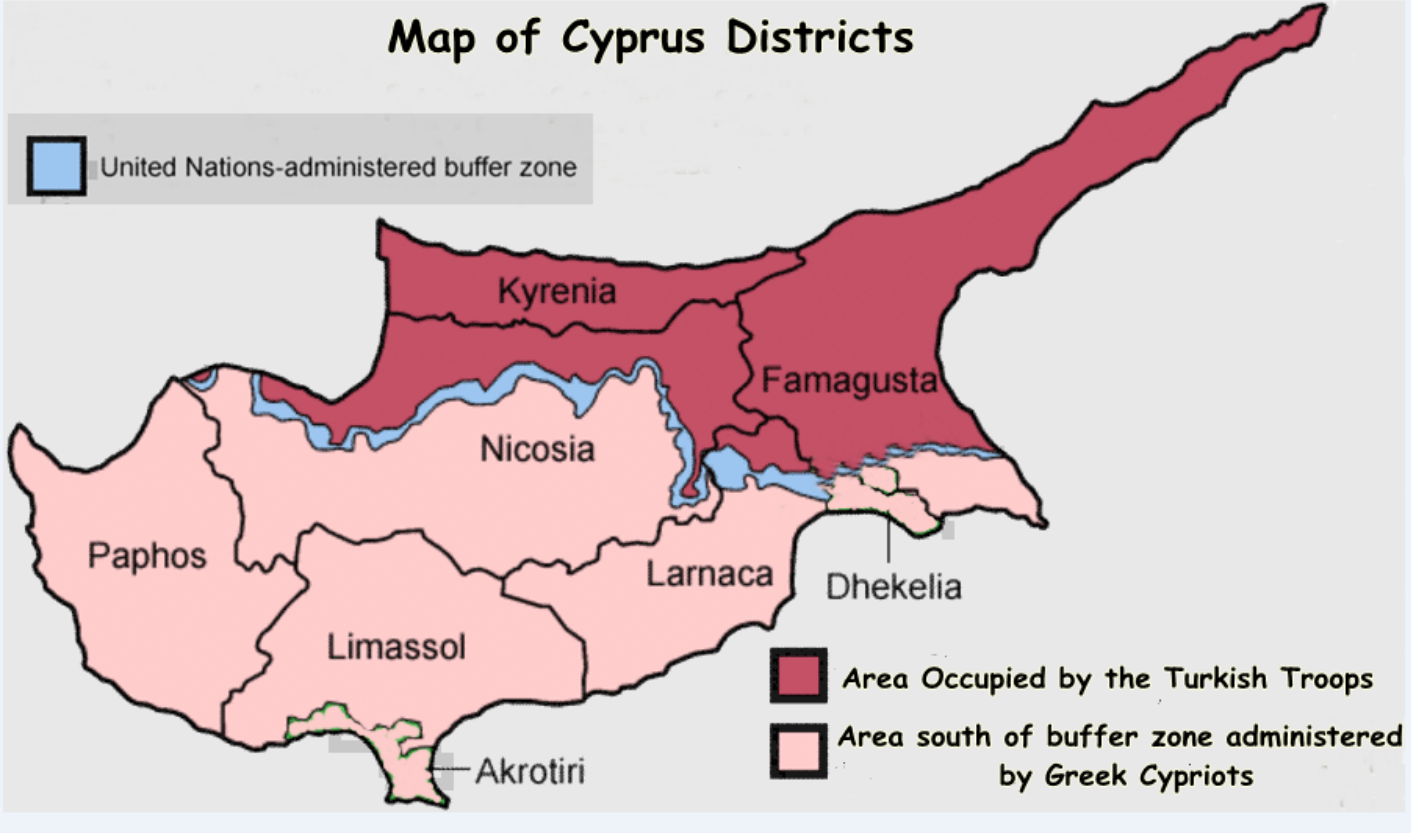 Map of Cyprus Districts
United Nations-administered buffer zone
Kyrenia
Famagusta
Nicosia
Paphos
Larnaca
Dhekelia
Limassol
Area Occupied by the Turkish Troops
Area south of buffer zone administered
by Greek Cypriots
Akrotiri